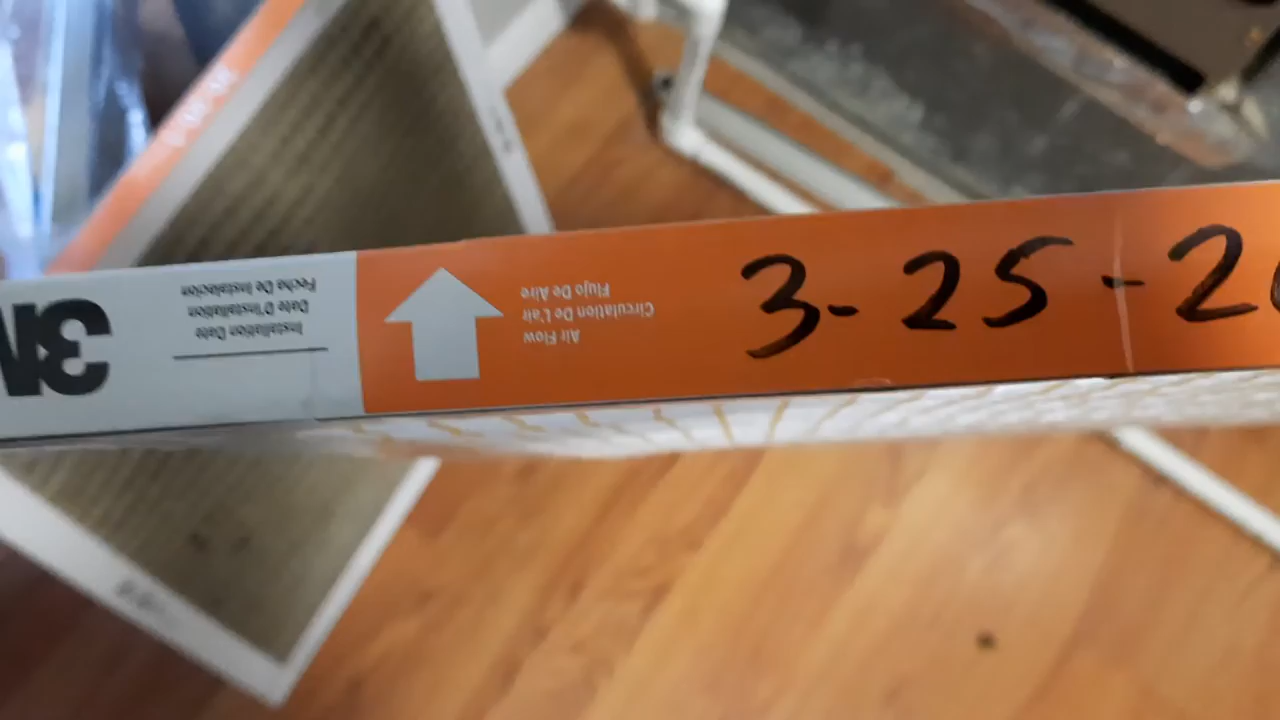 3M
Installation Date
Date D'Installation
Fecha De Instalación
Air Flow
Circulation De L'air
Flujo De Aire
3-25-2